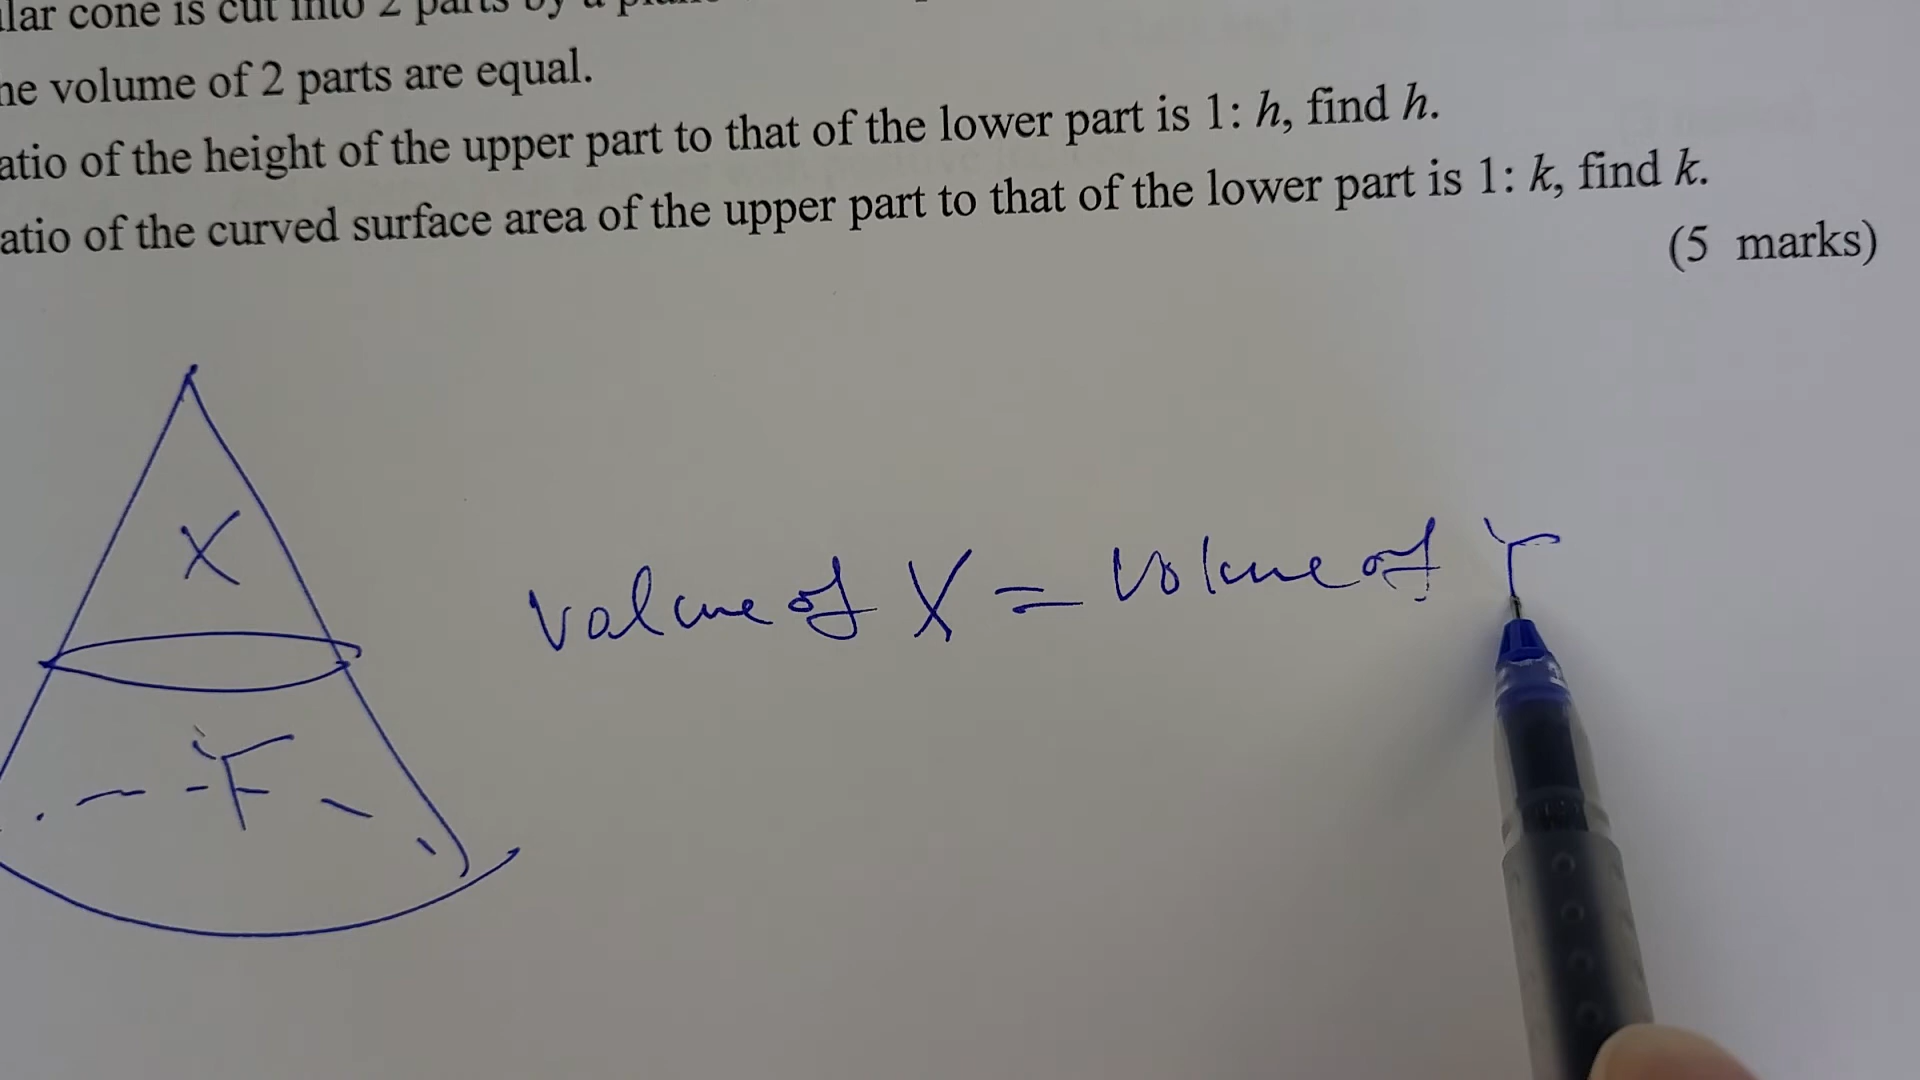 lar cone is cut into 2 parts by a
he volume of 2 parts are equal.
atio of the height of the upper part to that of the lower part is 1: h, find h.
atio of the curved surface area of the upper part to that of the lower part is 1: k, find k.
(5 marks)
X
volume of X = volume of Y
Y